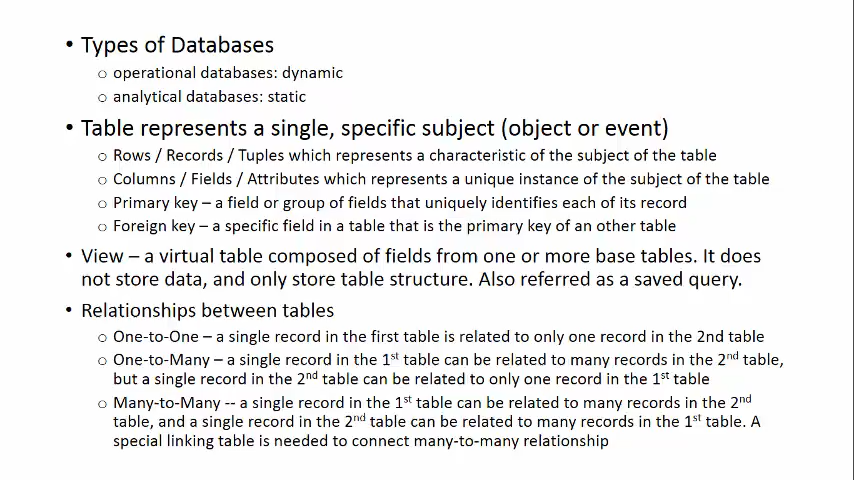 • Types of Databases
○ operational databases: dynamic
○ analytical databases: static
• Table represents a single, specific subject (object or event)
○ Rows / Records / Tuples which represents a characteristic of the subject of the table
○ Columns / Fields / Attributes which represents a unique instance of the subject of the table
○ Primary key – a field or group of fields that uniquely identifies each of its record
○ Foreign key – a specific field in a table that is the primary key of an other table
• View – a virtual table composed of fields from one or more base tables. It does
not store data, and only store table structure. Also referred as a saved query.
• Relationships between tables
○ One-to-One – a single record in the first table is related to only one record in the 2nd table
○ One-to-Many – a single record in the 1st table can be related to many records in the 2nd table,
but a single record in the 2nd table can be related to only one record in the 1st table
○ Many-to-Many -- a single record in the 1st table can be related to many records in the 2nd
table, and a single record in the 2nd table can be related to many records in the 1st table. A
special linking table is needed to connect many-to-many relationship